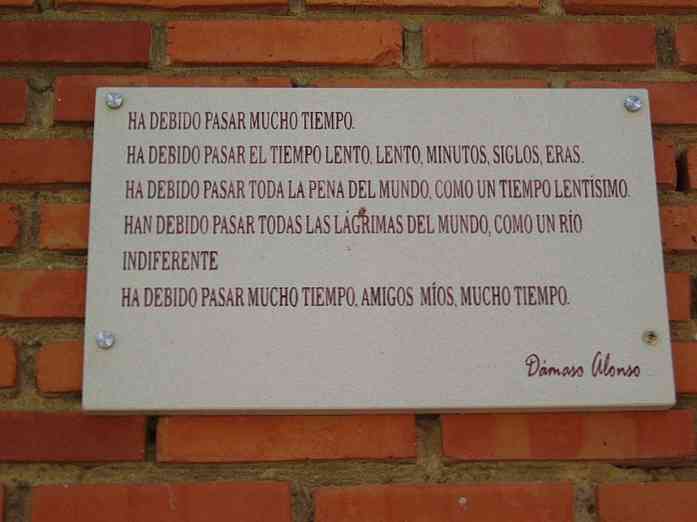 HA DEBIDO PASAR MUCHO TIEMPO.
HA DEBIDO PASAR EL TIEMPO LENTO, LENTO, MINUTOS, SIGLOS, ERAS.
HA DEBIDO PASAR TODA LA PENA DEL MUNDO, COMO UN TIEMPO LENTÍSIMO.
HAN DEBIDO PASAR TODAS LAS LÁGRIMAS DEL MUNDO, COMO UN RÍO
INDIFERENTE
HA DEBIDO PASAR MUCHO TIEMPO, AMIGOS MÍOS, MUCHO TIEMPO.
Dámaso Alonso